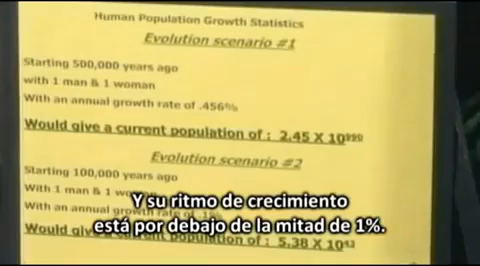 Human Population Growth Statistics
Evolution scenario #1
Starting 500,000 years ago
with 1 man & 1 woman
With an annual growth rate of .456%
Would give a current population of : 2.45 X 10⁹⁹⁰
Evolution scenario #2
Starting 100,000 years ago
With 1 man & 1
With an annual growth rate of
Would give a current population of : 5.38 X 10⁴³
Y su ritmo de crecimiento
está por debajo de la mitad de 1%.